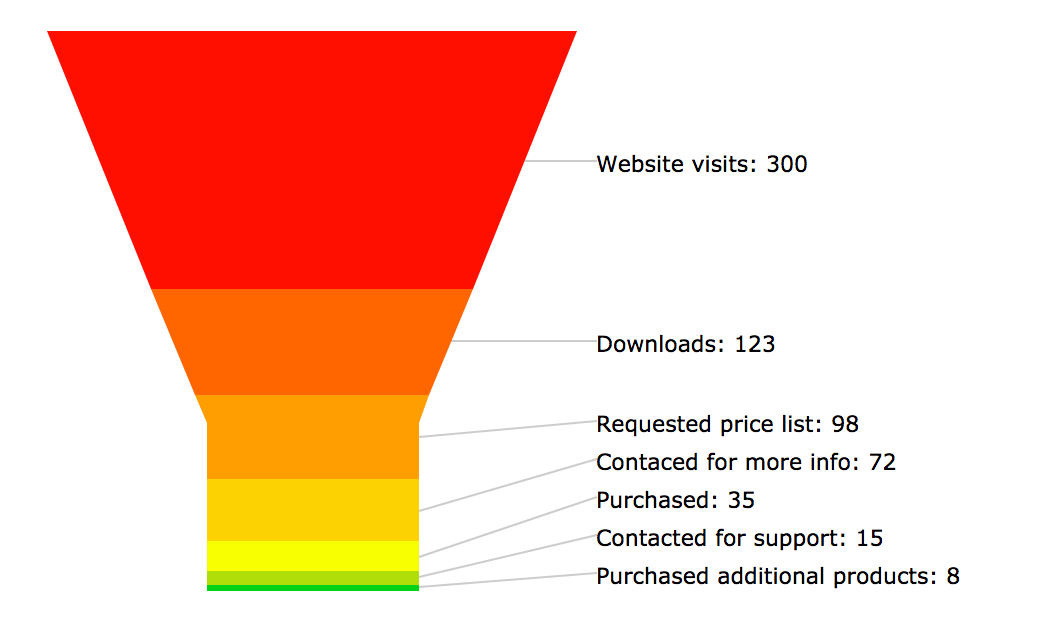 Website visits: 300
Downloads: 123
Requested price list: 98
Contaced for more info: 72
Purchased: 35
Contacted for support: 15
Purchased additional products: 8